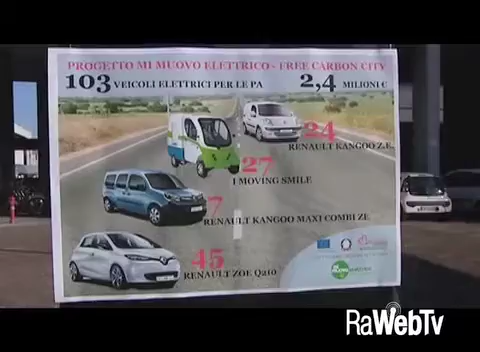 PROGETTO MI MUOVO ELETTRICO - FREE CARBON CITY
103 VEICOLI ELETTRICI PER LE PA 2,4 MILIONI €
24
RENAULT KANGOO Z.E.
27
I MOVING SMILE
7
RENAULT KANGOO MAXI COMBI ZE
45
RENAULT ZOE Q210
RaWebTv